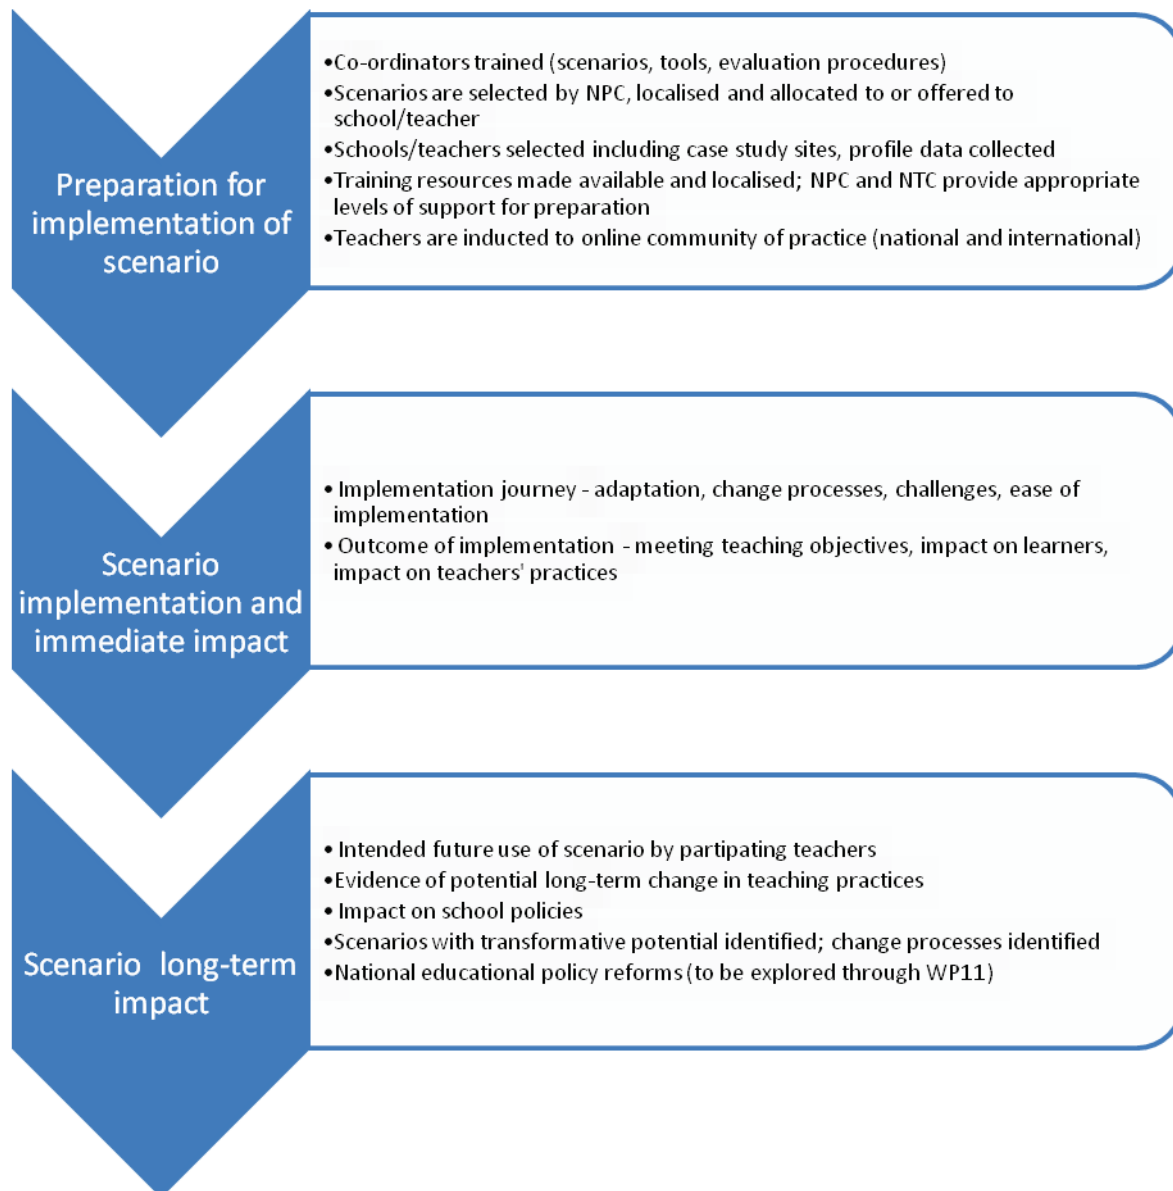 Preparation for
implementation of
scenario
•Co-ordinators trained (scenarios, tools, evaluation procedures)
•Scenarios are selected by NPC, localised and allocated to or offered to
school/teacher
•Schools/teachers selected including case study sites, profile data collected
•Training resources made available and localised; NPC and NTC provide appropriate
levels of support for preparation
•Teachers are inducted to online community of practice (national and international)
Scenario
implementation and
immediate impact
• Implementation journey - adaptation, change processes, challenges, ease of
implementation
• Outcome of implementation - meeting teaching objectives, impact on learners,
impact on teachers' practices
Scenario long-term
impact
• Intended future use of scenario by partipating teachers
•Evidence of potential long-term change in teaching practices
• Impact on school policies
•Scenarios with transformative potential identified; change processes identified
•National educational policy reforms (to be explored through WP11)